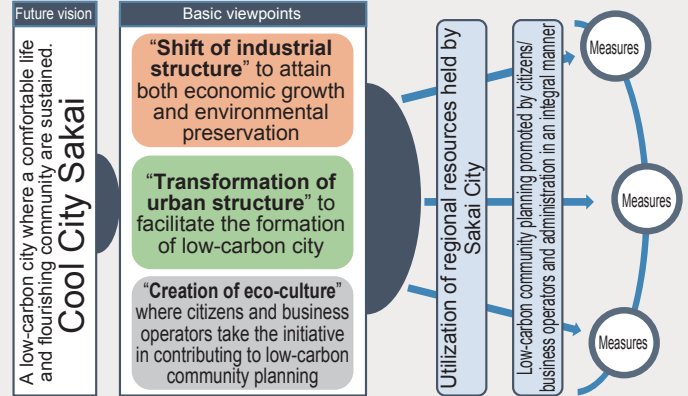 Future vision
A low-carbon city where a comfortable life
and flourishing community are sustained.
Cool City Sakai
Basic viewpoints
“Shift of industrial
structure” to attain
both economic growth
and environmental
preservation
“Transformation of
urban structure” to
facilitate the formation
of low-carbon city
“Creation of eco-culture”
where citizens and business
operators take the initiative
in contributing to low-carbon
community planning
Utilization of regional resources held by
Sakai City
Low-carbon community planning promoted by citizens/
business operators and administration in an integral manner
Measures
Measures
Measures